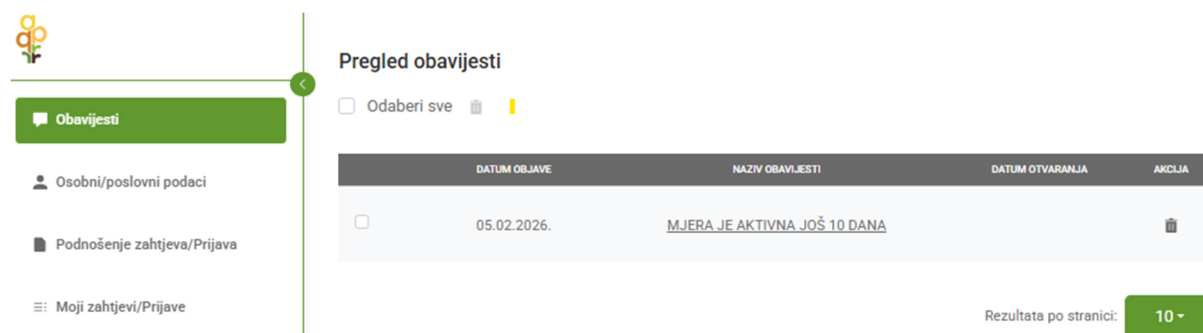 appr
Pregled obavijesti
Odaberi sve
Obavijesti
Osobni/poslovni podaci
Podnošenje zahtjeva/Prijava
Moji zahtjevi/Prijave
DATUM OBJAVE NAZIV OBAVIJESTI DATUM OTVARANJA AKCIJA
05.02.2026. MJERA JE AKTIVNA JOŠ 10 DANA
Rezultata po stranici: 10